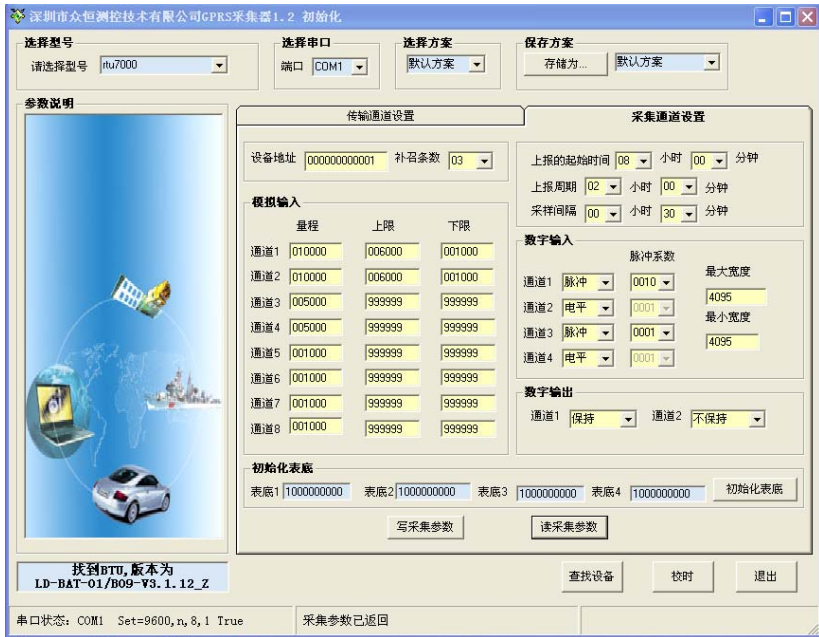 深圳市众恒测控技术有限公司GPRS采集器1.2 初始化
选择型号
请选择型号 rtu7000
选择串口
端口 COM1
选择方案
默认方案
保存方案
存储为... 默认方案
参数说明
传输通道设置 采集通道设置
设备地址 000000000001 补召条数 03
模拟输入
量程 上限 下限
通道1 010000 006000 001000
通道2 010000 006000 001000
通道3 005000 999999 999999
通道4 005000 999999 999999
通道5 001000 999999 999999
通道6 001000 999999 999999
通道7 001000 999999 999999
通道8 001000 999999 999999
上报的起始时间 08 小时 00 分钟
上报周期 02 小时 00 分钟
采样间隔 00 小时 30 分钟
数字输入
脉冲系数
通道1 脉冲 0010
通道2 电平 0001
通道3 脉冲 0001
通道4 电平 0001
最大宽度
4095
最小宽度
4095
数字输出
通道1 保持 通道2 不保持
初始化表底
表底1 1000000000 表底2 1000000000 表底3 1000000000 表底4 1000000000 初始化表底
写采集参数 读采集参数
找到BTU,版本为
LD-BAT-01/B09-V3.1.12_Z
查找设备 校时 退出
串口状态: COM1 Set=9600,n,8,1 True 采集参数已返回